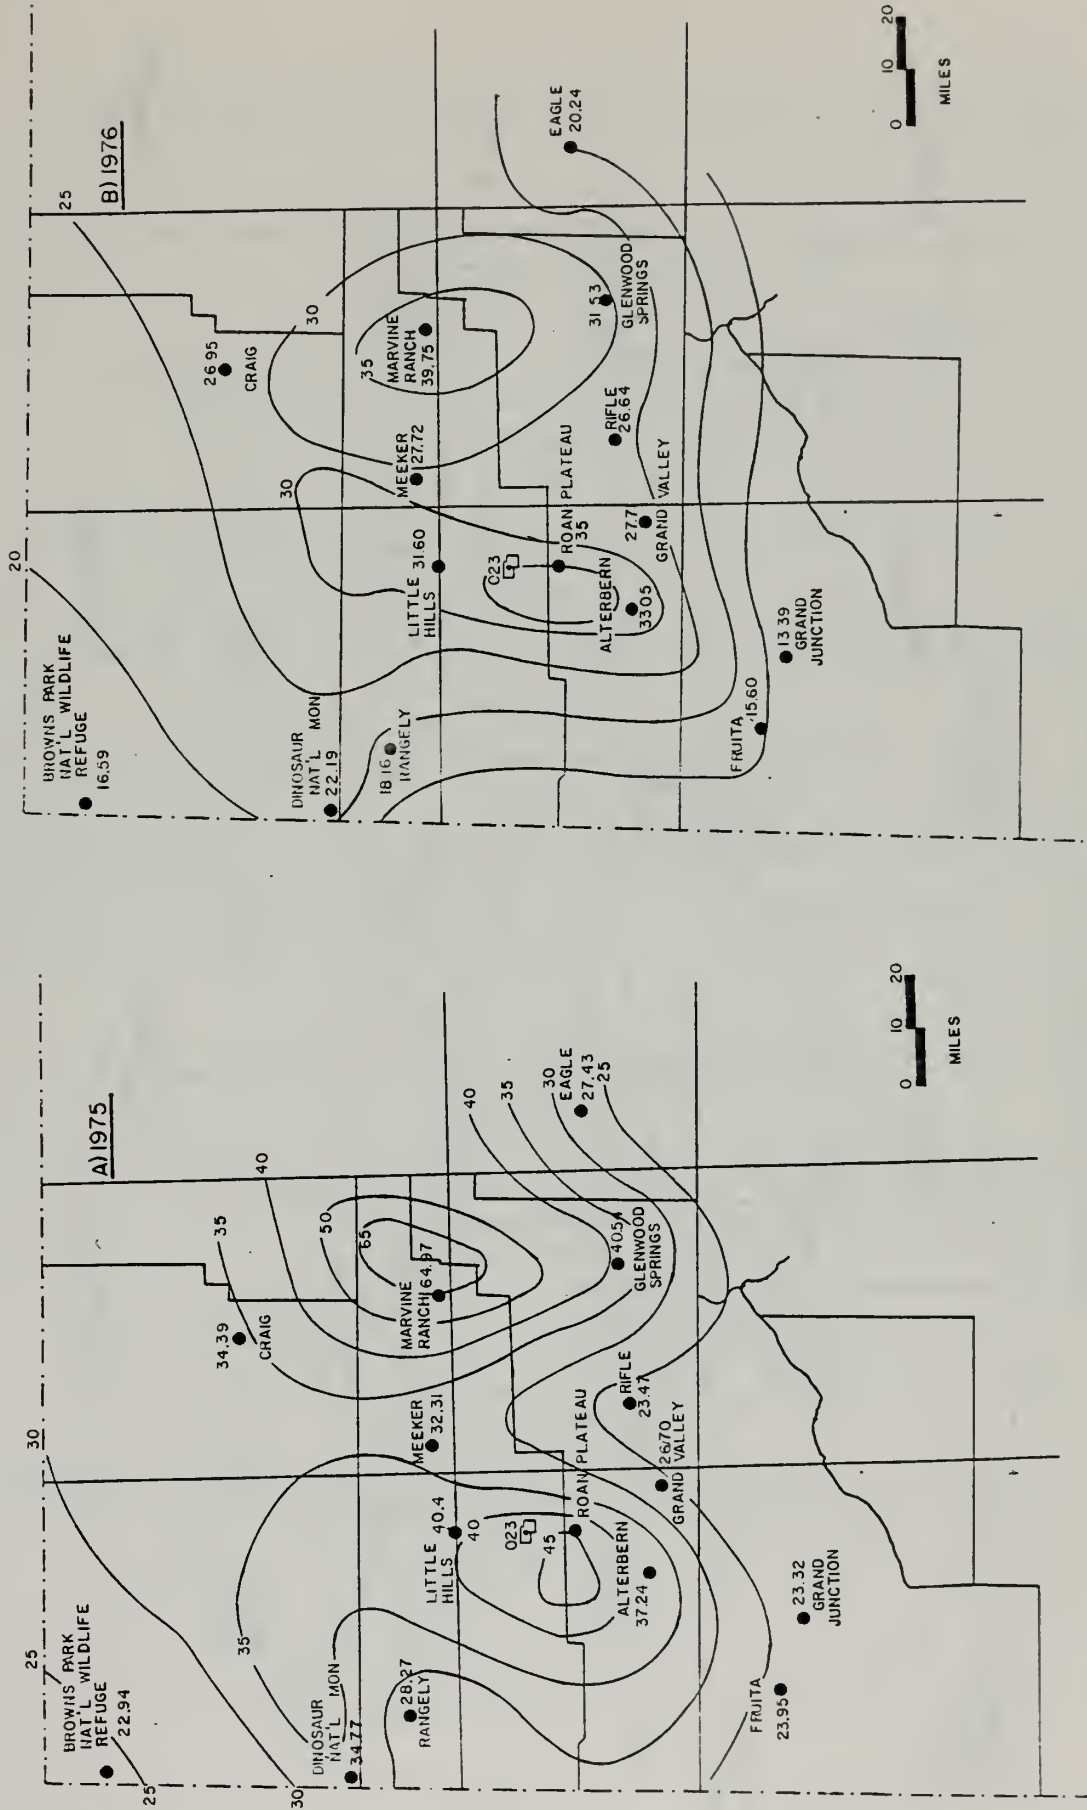 A) 1975
25
30
25
30
35
35
40
50
65
40
35
30
25
40
45
BROWNS PARK
NAT'L WILDLIFE
REFUGE
22.94
DINOSAUR
NAT'L MON
34.77
28.27
RANGELY
34.39
CRAIG
MEEKER
32.31
MARVINE
RANCH 64.97
LITTLE
HILLS
40.4
023
ROAN PLATEAU
ALTERBERN
37.24
RIFLE
23.47
26.70
GRAND VALLEY
40.54
GLENWOOD
SPRINGS
EAGLE
27.43
FRUITA
23.95
23.32
GRAND
JUNCTION
0 10 20
MILES
B) 1976
20
25
30
30
35
35
BROWNS PARK
NAT'L WILDLIFE
REFUGE
16.59
DINOSAUR
NAT'L MON
22.19
18 16
RANGELY
26 95
CRAIG
MEEKER
27.72
MARVINE
RANCH
39.75
LITTLE
HILLS
31.60
023
ROAN PLATEAU
ALTERBERN
3305
RIFLE
26.64
27.7
GRAND VALLEY
31 53
GLENWOOD
SPRINGS
EAGLE
20.24
FRUITA
15.60
13 39
GRAND
JUNCTION
0 10 20
MILES